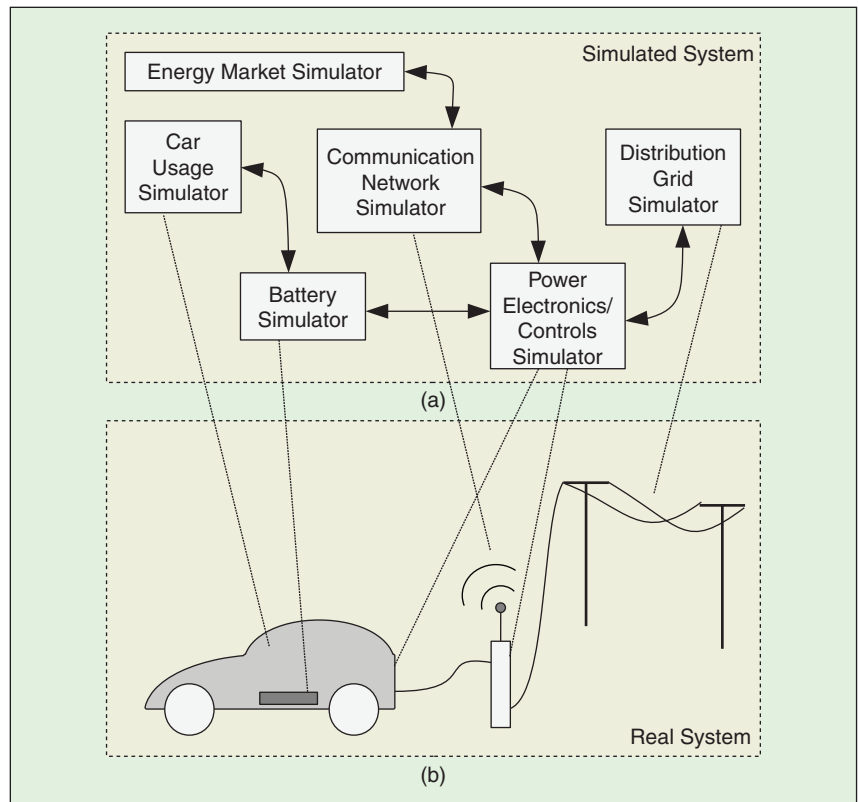 Simulated System
Energy Market Simulator
Car
Usage
Simulator
Communication
Network
Simulator
Distribution
Grid
Simulator
Battery
Simulator
Power
Electronics/
Controls
Simulator
(a)
Real System
(b)